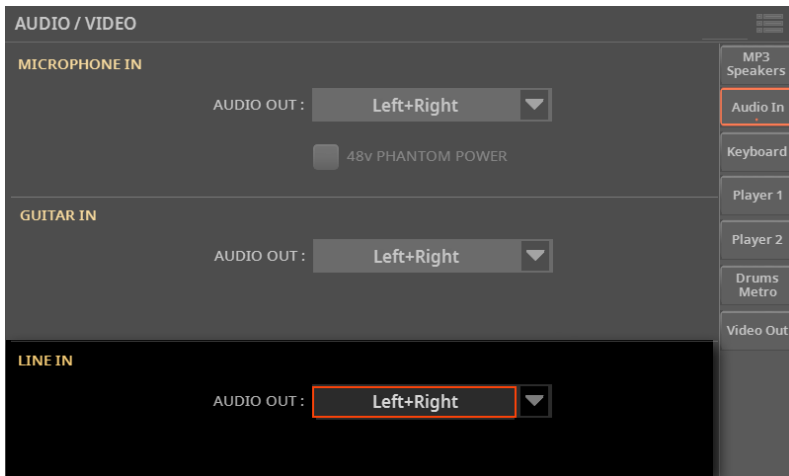 AUDIO / VIDEO
MICROPHONE IN
AUDIO OUT : Left+Right
48v PHANTOM POWER
GUITAR IN
AUDIO OUT : Left+Right
LINE IN
AUDIO OUT : Left+Right
MP3
Speakers
Audio In
Keyboard
Player 1
Player 2
Drums
Metro
Video Out